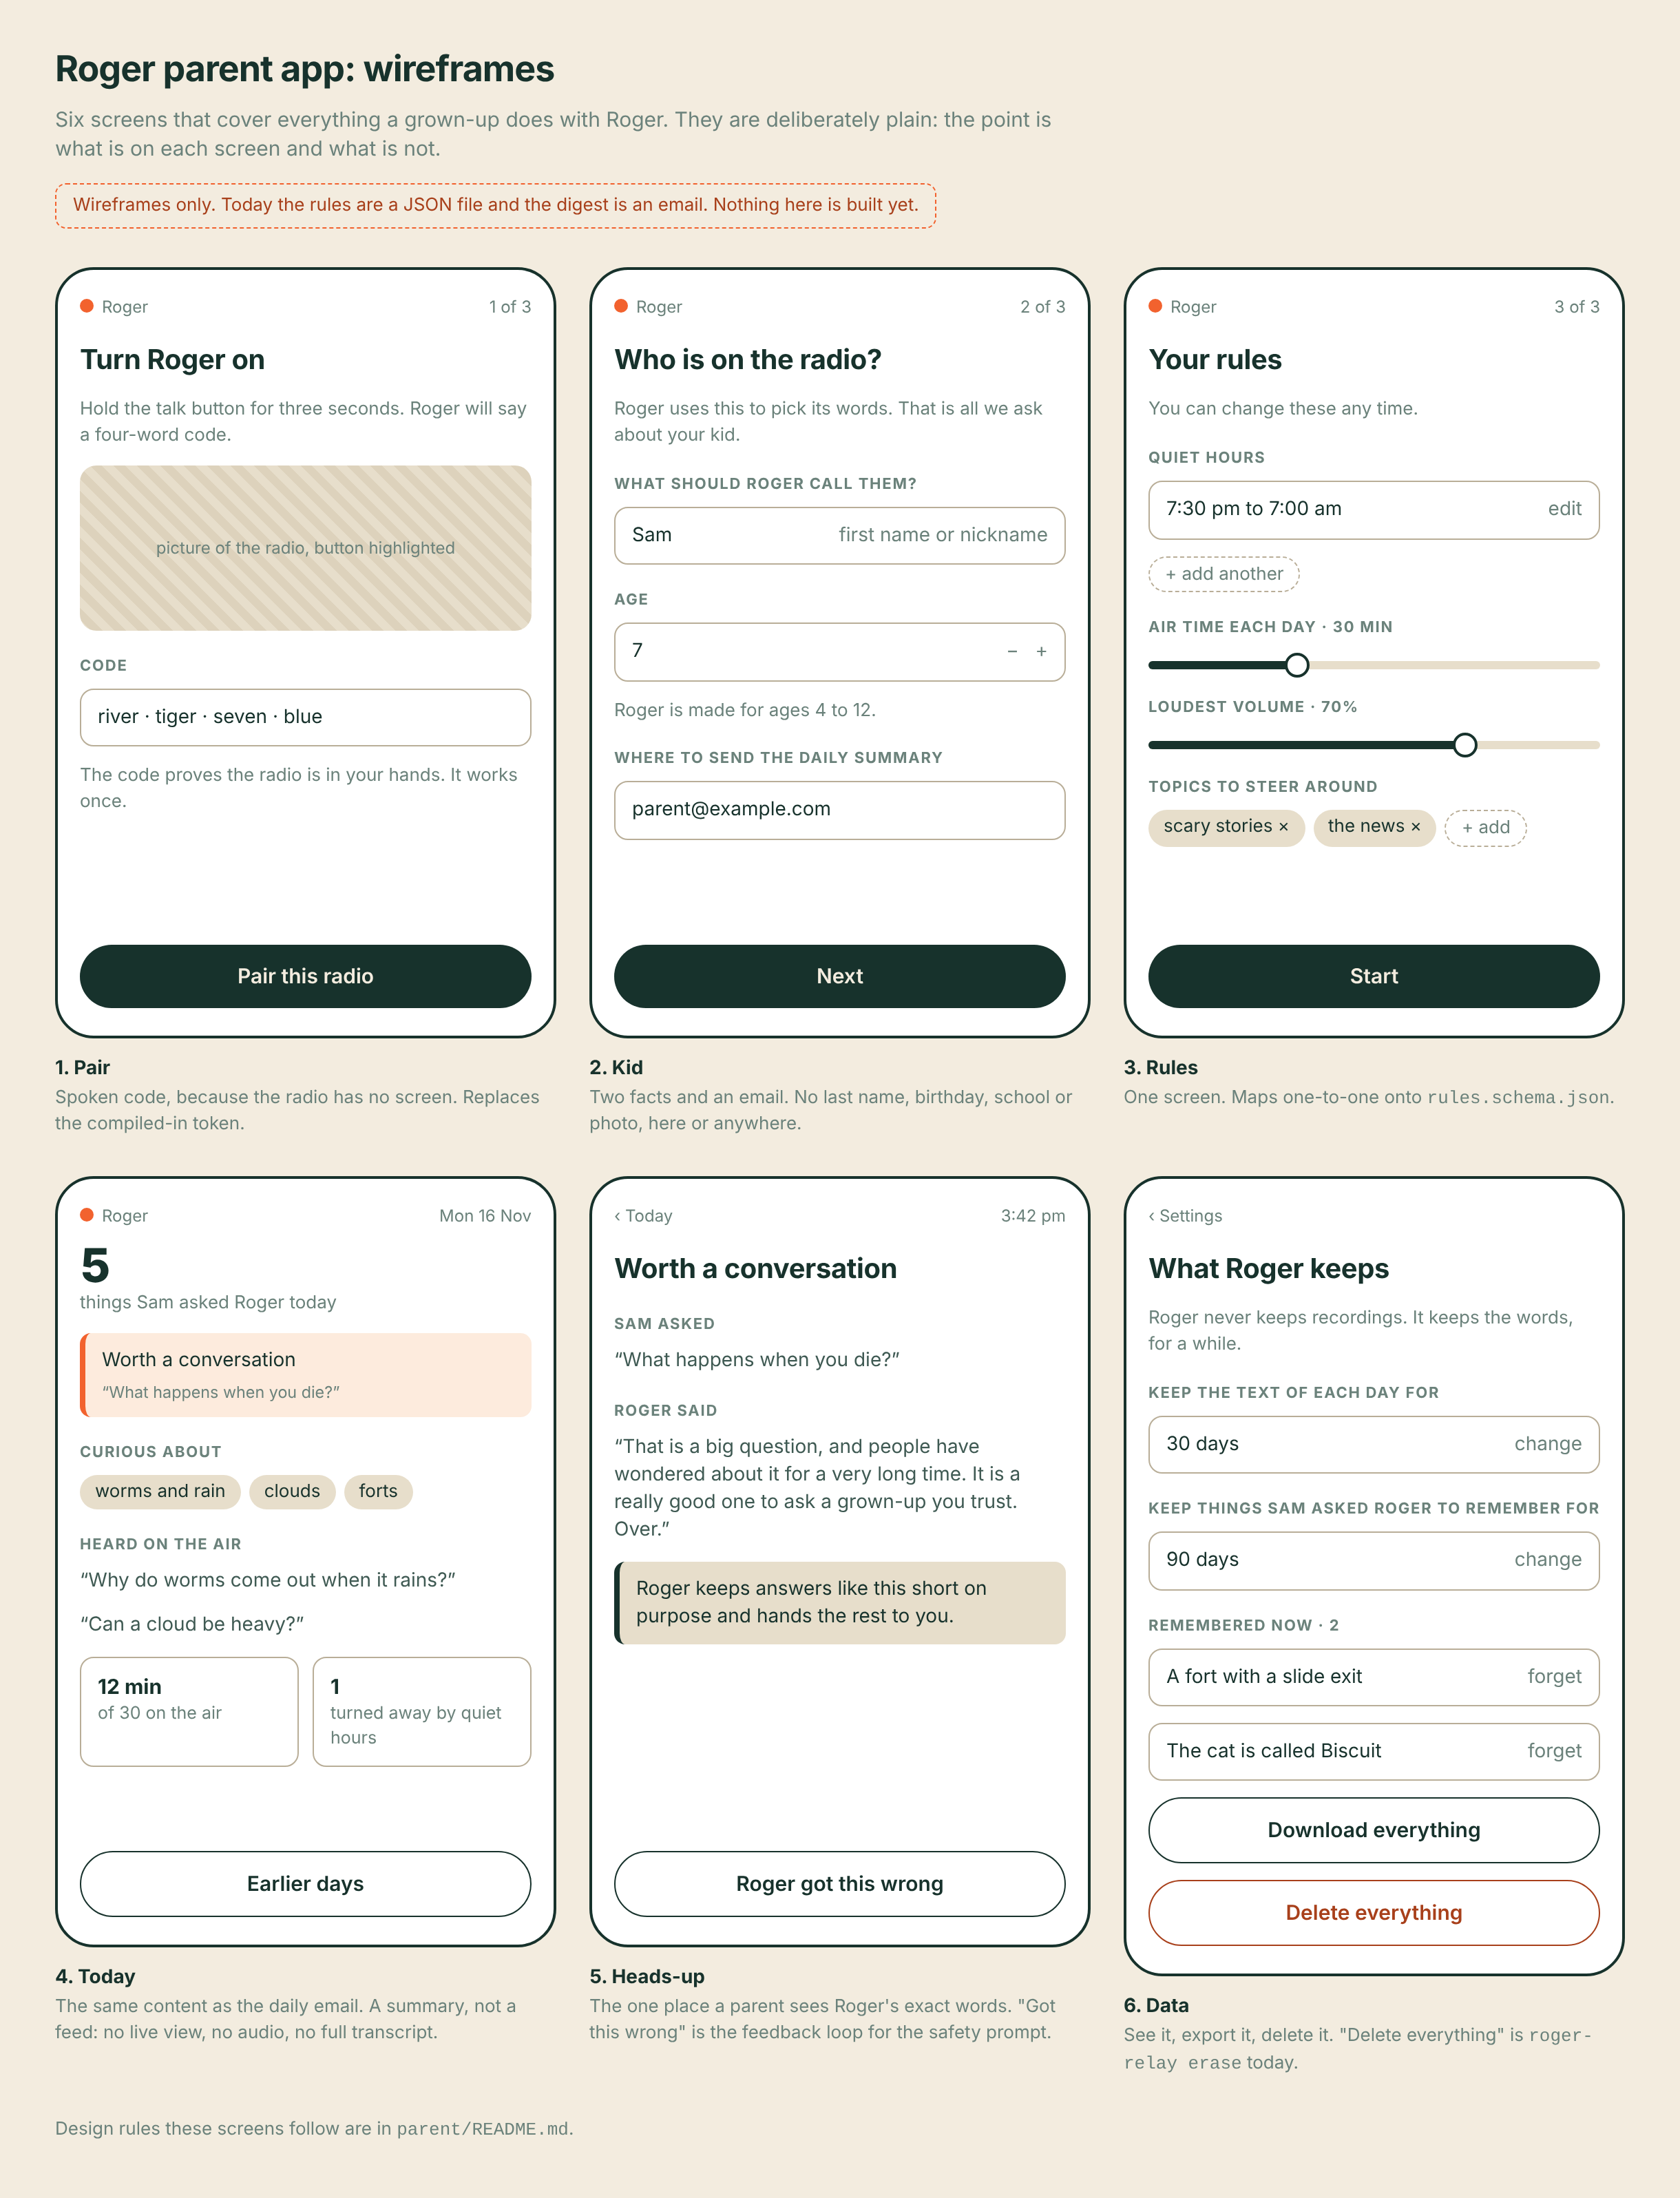 Roger parent app: wireframes
Six screens that cover everything a grown-up does with Roger. They are deliberately plain: the point is
what is on each screen and what is not.
Wireframes only. Today the rules are a JSON file and the digest is an email. Nothing here is built yet.
Roger 1 of 3
Turn Roger on
Hold the talk button for three seconds. Roger will say
a four-word code.
picture of the radio, button highlighted
CODE
river · tiger · seven · blue
The code proves the radio is in your hands. It works
once.
Pair this radio
1. Pair
Spoken code, because the radio has no screen. Replaces
the compiled-in token.
Roger 2 of 3
Who is on the radio?
Roger uses this to pick its words. That is all we ask
about your kid.
WHAT SHOULD ROGER CALL THEM?
Sam first name or nickname
AGE
7 − +
Roger is made for ages 4 to 12.
WHERE TO SEND THE DAILY SUMMARY
parent@example.com
Next
2. Kid
Two facts and an email. No last name, birthday, school or
photo, here or anywhere.
Roger 3 of 3
Your rules
You can change these any time.
QUIET HOURS
7:30 pm to 7:00 am edit
+ add another
AIR TIME EACH DAY · 30 MIN
LOUDEST VOLUME · 70%
TOPICS TO STEER AROUND
scary stories × the news × + add
Start
3. Rules
One screen. Maps one-to-one onto rules.schema.json.
Roger Mon 16 Nov
5
things Sam asked Roger today
Worth a conversation
“What happens when you die?”
CURIOUS ABOUT
worms and rain clouds forts
HEARD ON THE AIR
“Why do worms come out when it rains?”
“Can a cloud be heavy?”
12 min
of 30 on the air
1
turned away by quiet
hours
Earlier days
4. Today
The same content as the daily email. A summary, not a
feed: no live view, no audio, no full transcript.
‹ Today 3:42 pm
Worth a conversation
SAM ASKED
“What happens when you die?”
ROGER SAID
“That is a big question, and people have
wondered about it for a very long time. It is a
really good one to ask a grown-up you trust.
Over.”
Roger keeps answers like this short on
purpose and hands the rest to you.
Roger got this wrong
5. Heads-up
The one place a parent sees Roger's exact words. "Got
this wrong" is the feedback loop for the safety prompt.
‹ Settings
What Roger keeps
Roger never keeps recordings. It keeps the words,
for a while.
KEEP THE TEXT OF EACH DAY FOR
30 days change
KEEP THINGS SAM ASKED ROGER TO REMEMBER FOR
90 days change
REMEMBERED NOW · 2
A fort with a slide exit forget
The cat is called Biscuit forget
Download everything
Delete everything
6. Data
See it, export it, delete it. "Delete everything" is roger-
relay erase today.
Design rules these screens follow are in parent/README.md.